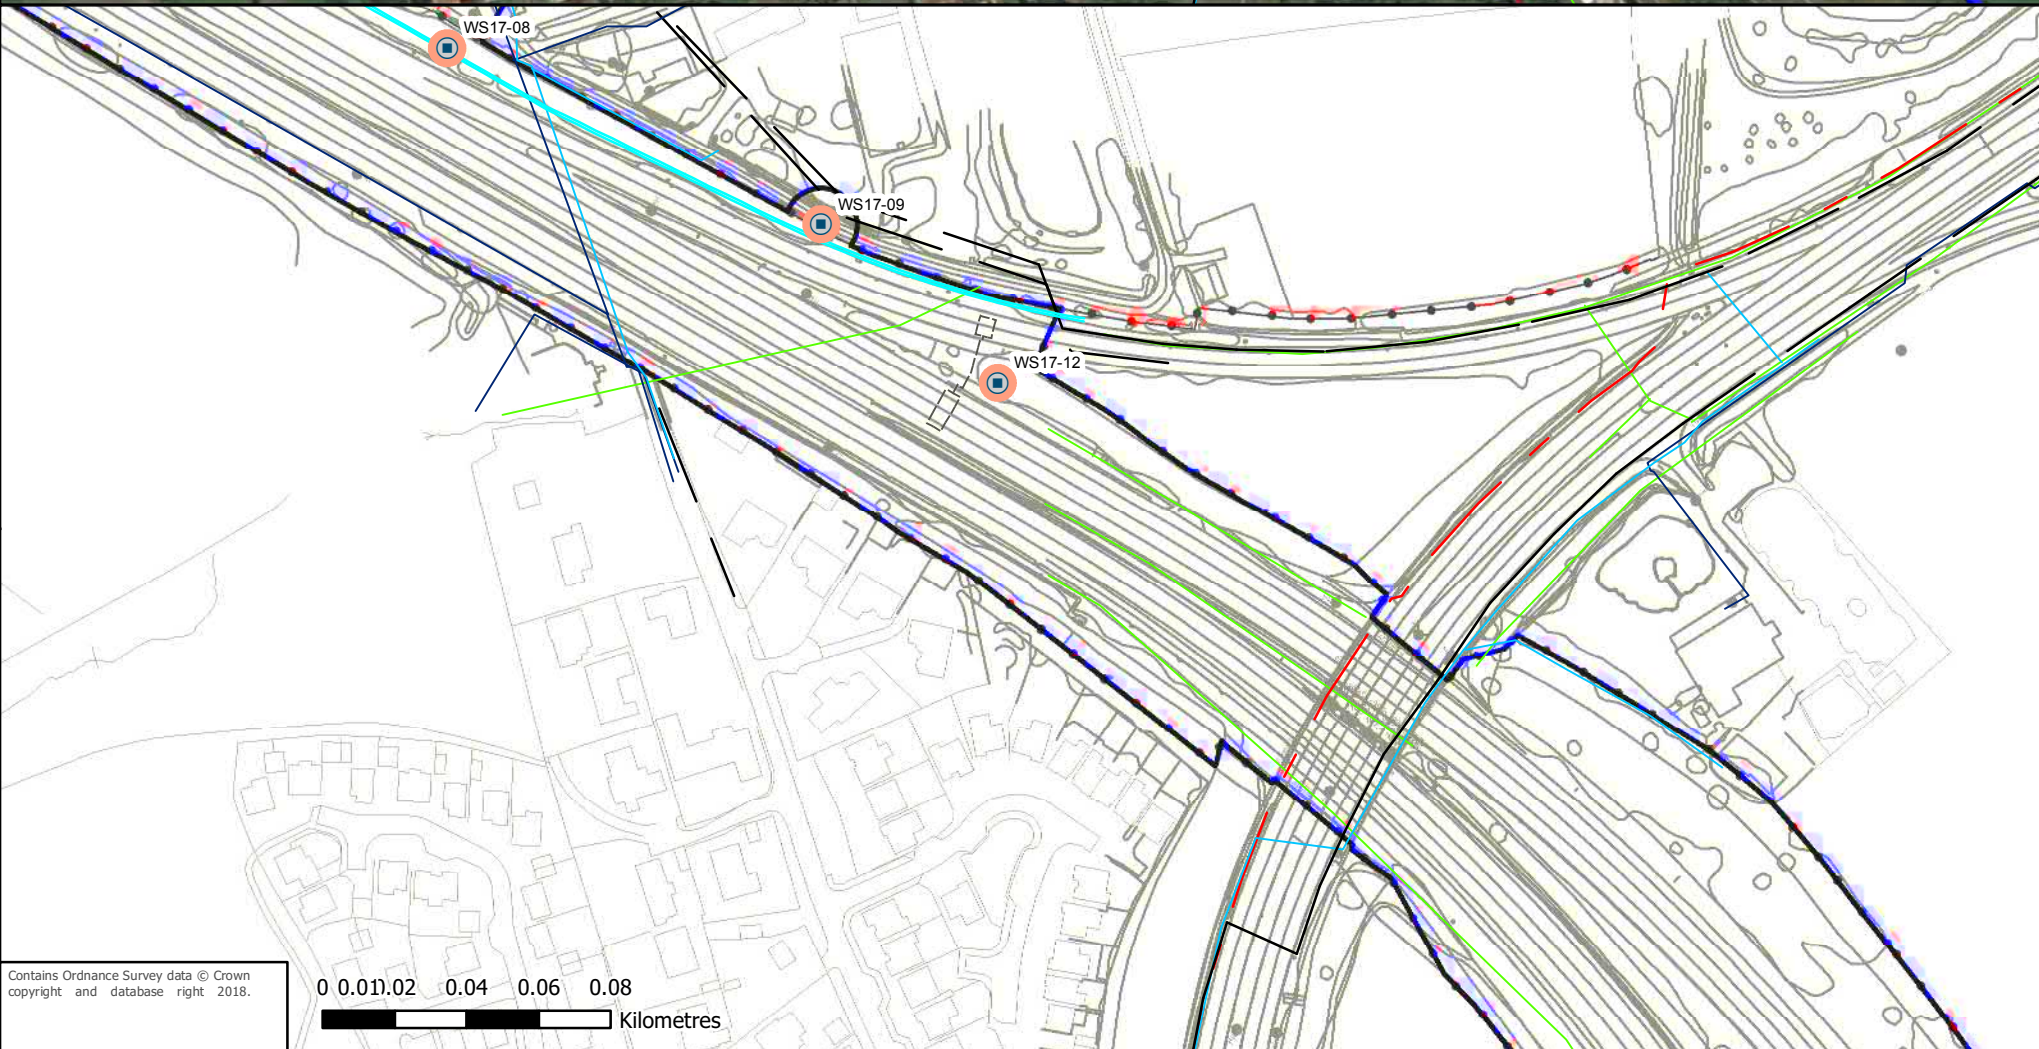 WS17-08
WS17-09
WS17-12
Contains Ordnance Survey data © Crown
copyright and database right 2018.
0 0.01 0.02 0.04 0.06 0.08
Kilometres